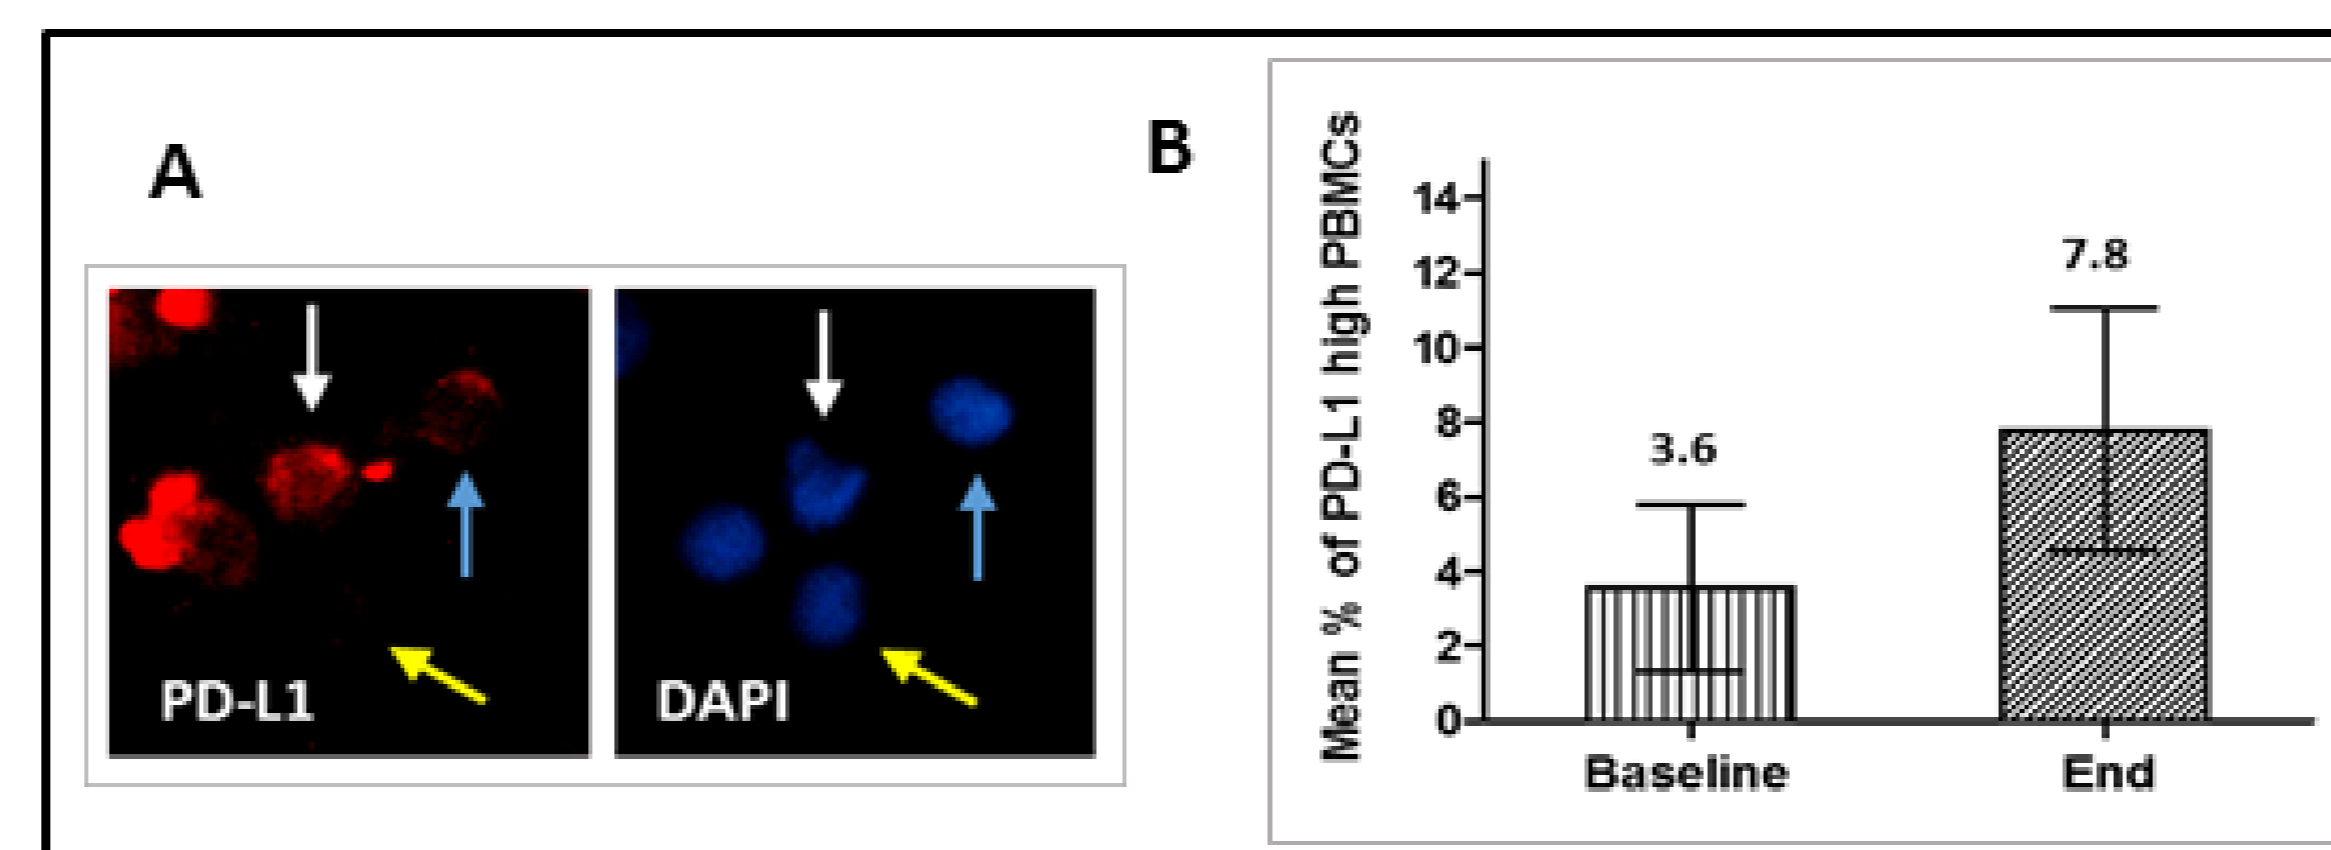 A
B
PD-L1
DAPI
Mean % of PD-L1 high PBMCs
14
12
10
8
6
4
2
0
3.6
7.8
Baseline
End